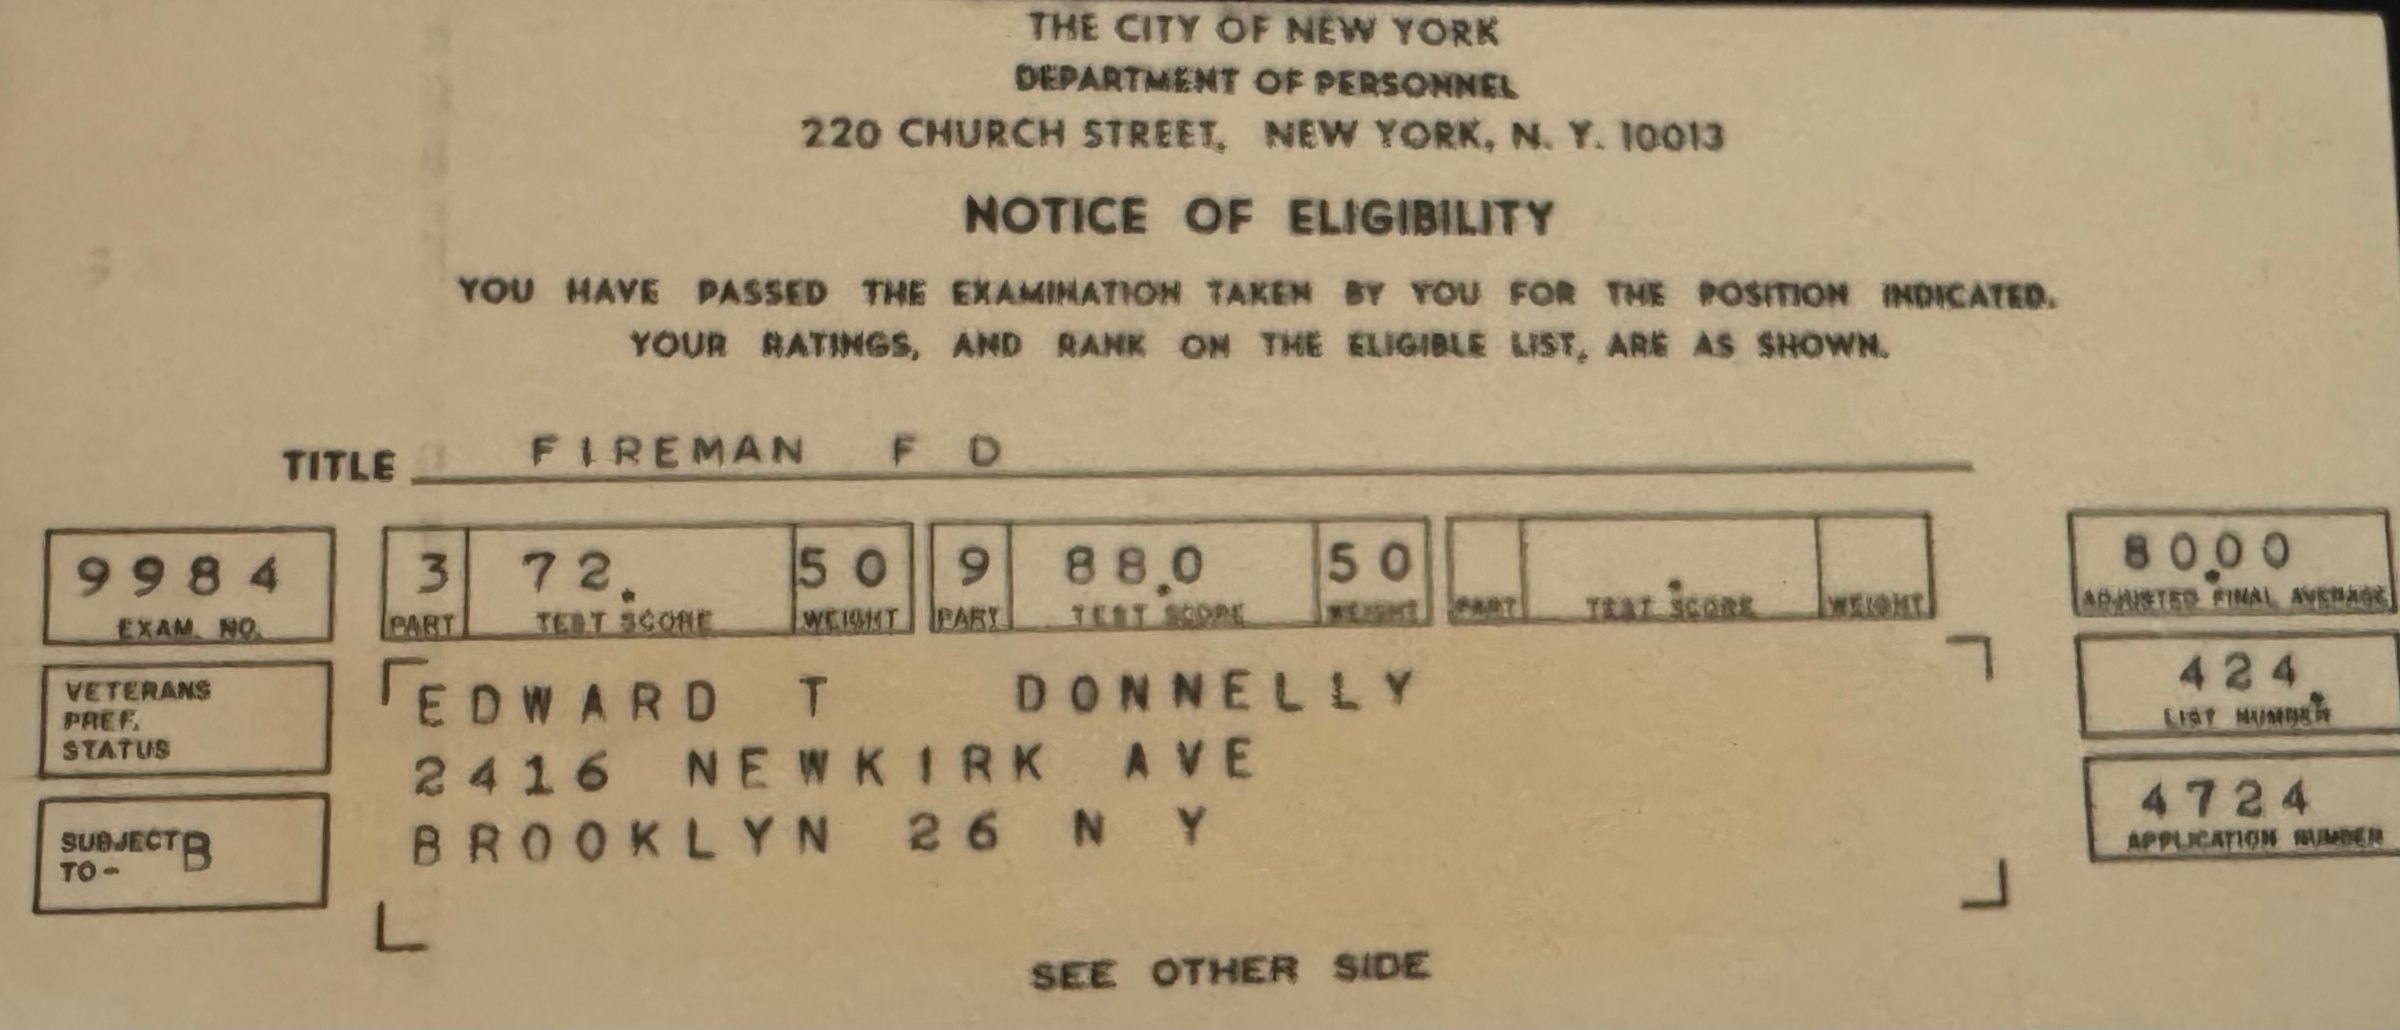 THE CITY OF NEW YORK
DEPARTMENT OF PERSONNEL
220 CHURCH STREET, NEW YORK, N. Y. 10013
NOTICE OF ELIGIBILITY
YOU HAVE PASSED THE EXAMINATION TAKEN BY YOU FOR THE POSITION INDICATED.
YOUR RATINGS, AND RANK ON THE ELIGIBLE LIST, ARE AS SHOWN.
TITLE FIREMAN F D
9984 3 72. 50 9 88.0 50 . 80.00
EXAM. NO. PART TEST SCORE WEIGHT PART TEST SCORE WEIGHT PART TEST SCORE WEIGHT ADJUSTED FINAL AVERAGE
VETERANS
PREF.
STATUS
EDWARD T DONNELLY
2416 NEWKIRK AVE
BROOKLYN 26 N Y
424.
LIST NUMBER
SUBJECT B
TO-
4724
APPLICATION NUMBER
SEE OTHER SIDE